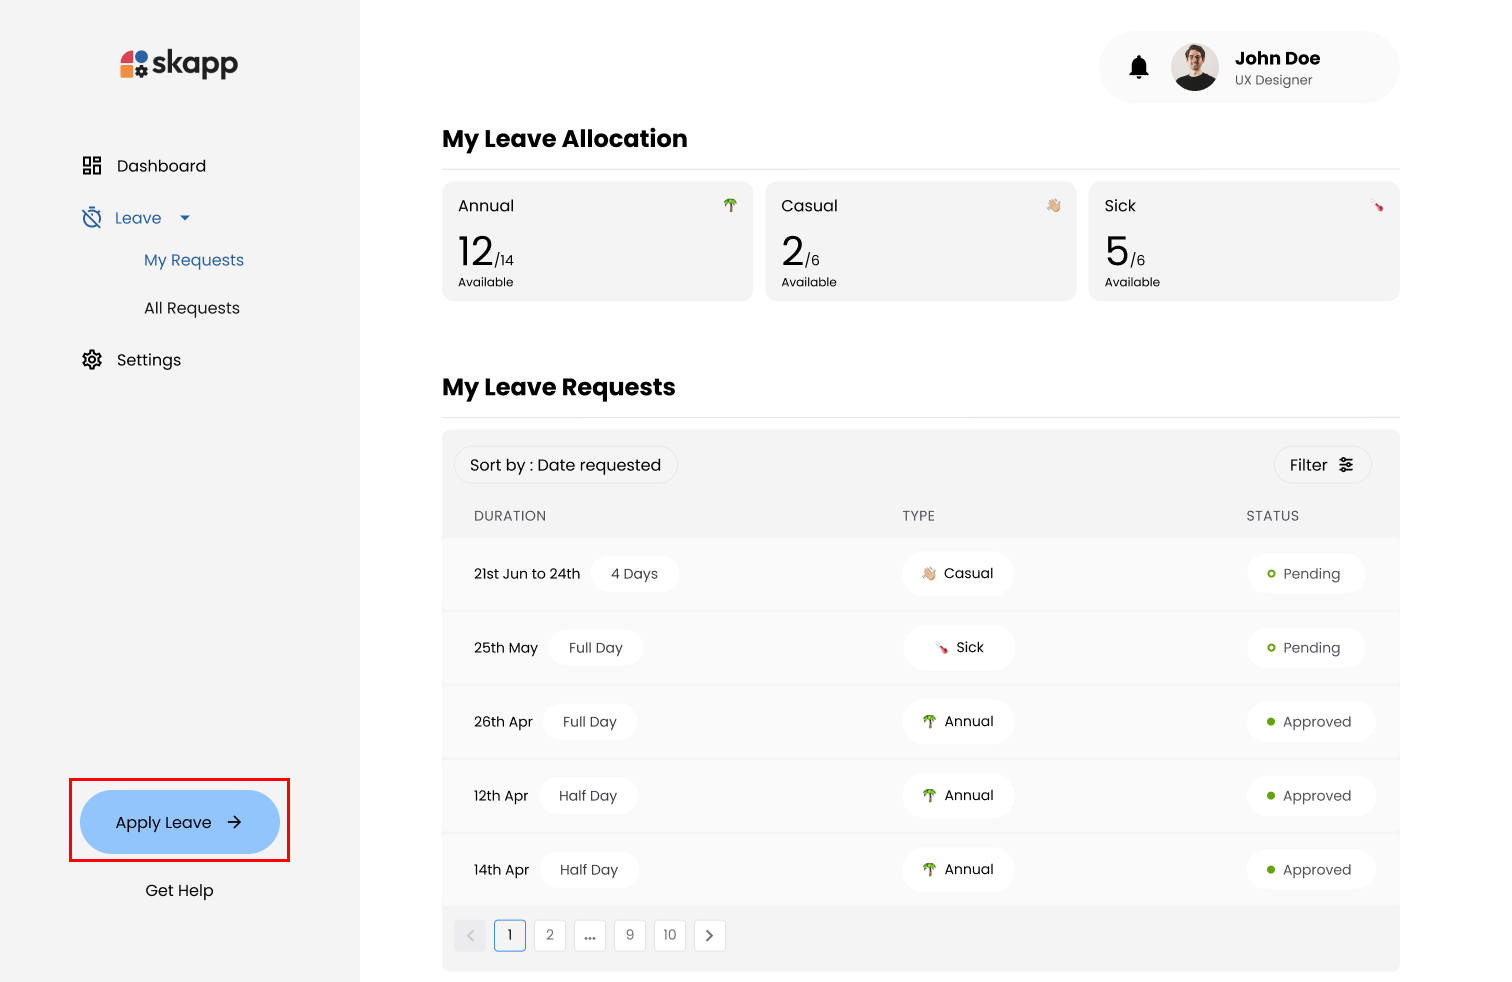 skapp
John Doe
UX Designer
Dashboard
Leave
My Requests
All Requests
Settings
Apply Leave
Get Help
My Leave Allocation
Annual
12/14
Available
Casual
2/6
Available
Sick
5/6
Available
My Leave Requests
Sort by : Date requested
Filter
DURATION TYPE STATUS
21st Jun to 24th 4 Days Casual Pending
25th May Full Day Sick Pending
26th Apr Full Day Annual Approved
12th Apr Half Day Annual Approved
14th Apr Half Day Annual Approved
1 2 ... 9 10